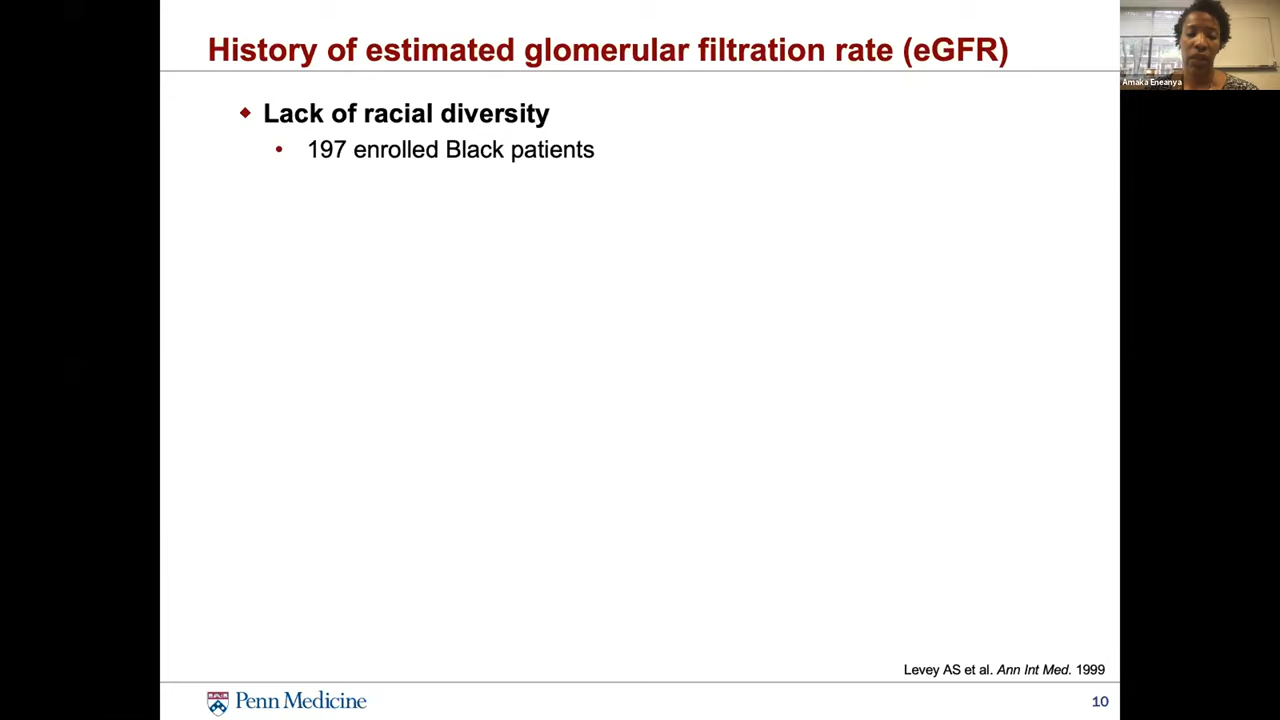 History of estimated glomerular filtration rate (eGFR)
Amaka Eneanya
Lack of racial diversity
197 enrolled Black patients
Levey AS et al. Ann Int Med. 1999
Penn Medicine
10